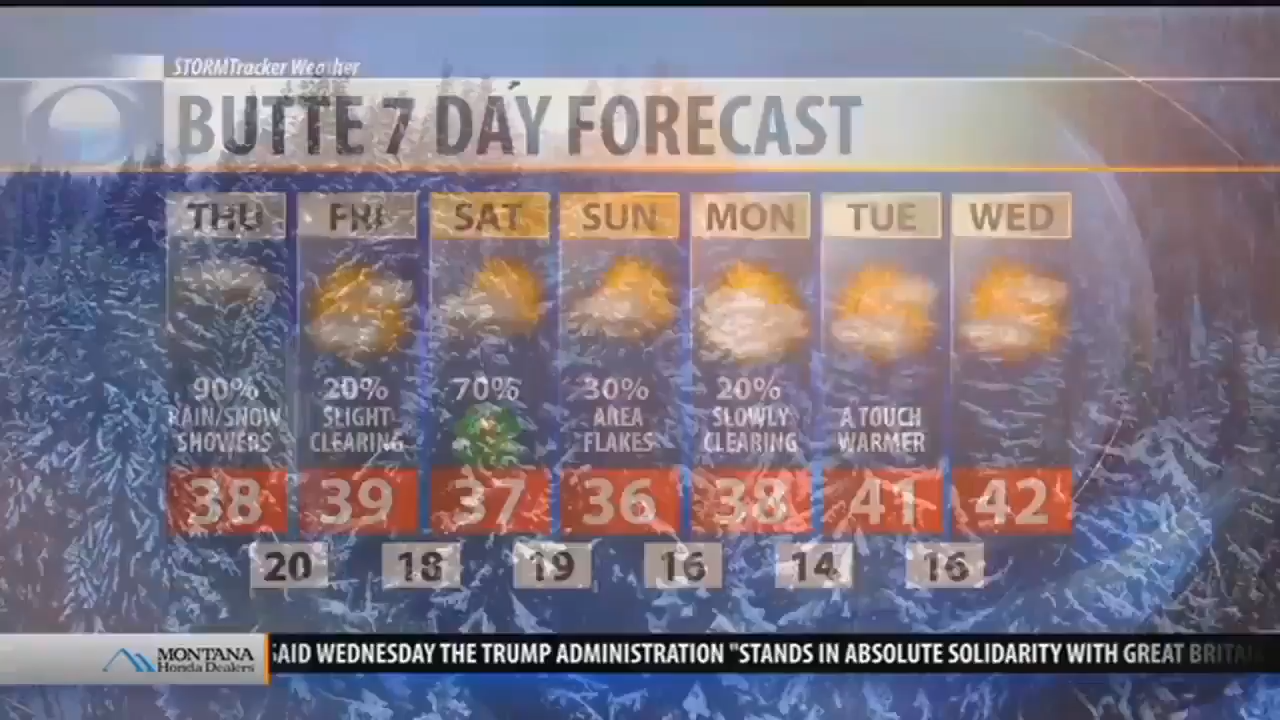 STORMTracker Weather
BUTTE 7 DAY FORECAST
THU FRI SAT SUN MON TUE WED
90% 20% 70% 30% 20%
RAIN/SNOW SLIGHT AREA SLOWLY A TOUCH
SHOWERS CLEARING FLAKES CLEARING WARMER
38 39 37 36 38 41 42
20 18 19 16 14 16
MONTANA
Honda Dealers
SAID WEDNESDAY THE TRUMP ADMINISTRATION "STANDS IN ABSOLUTE SOLIDARITY WITH GREAT BRITAI